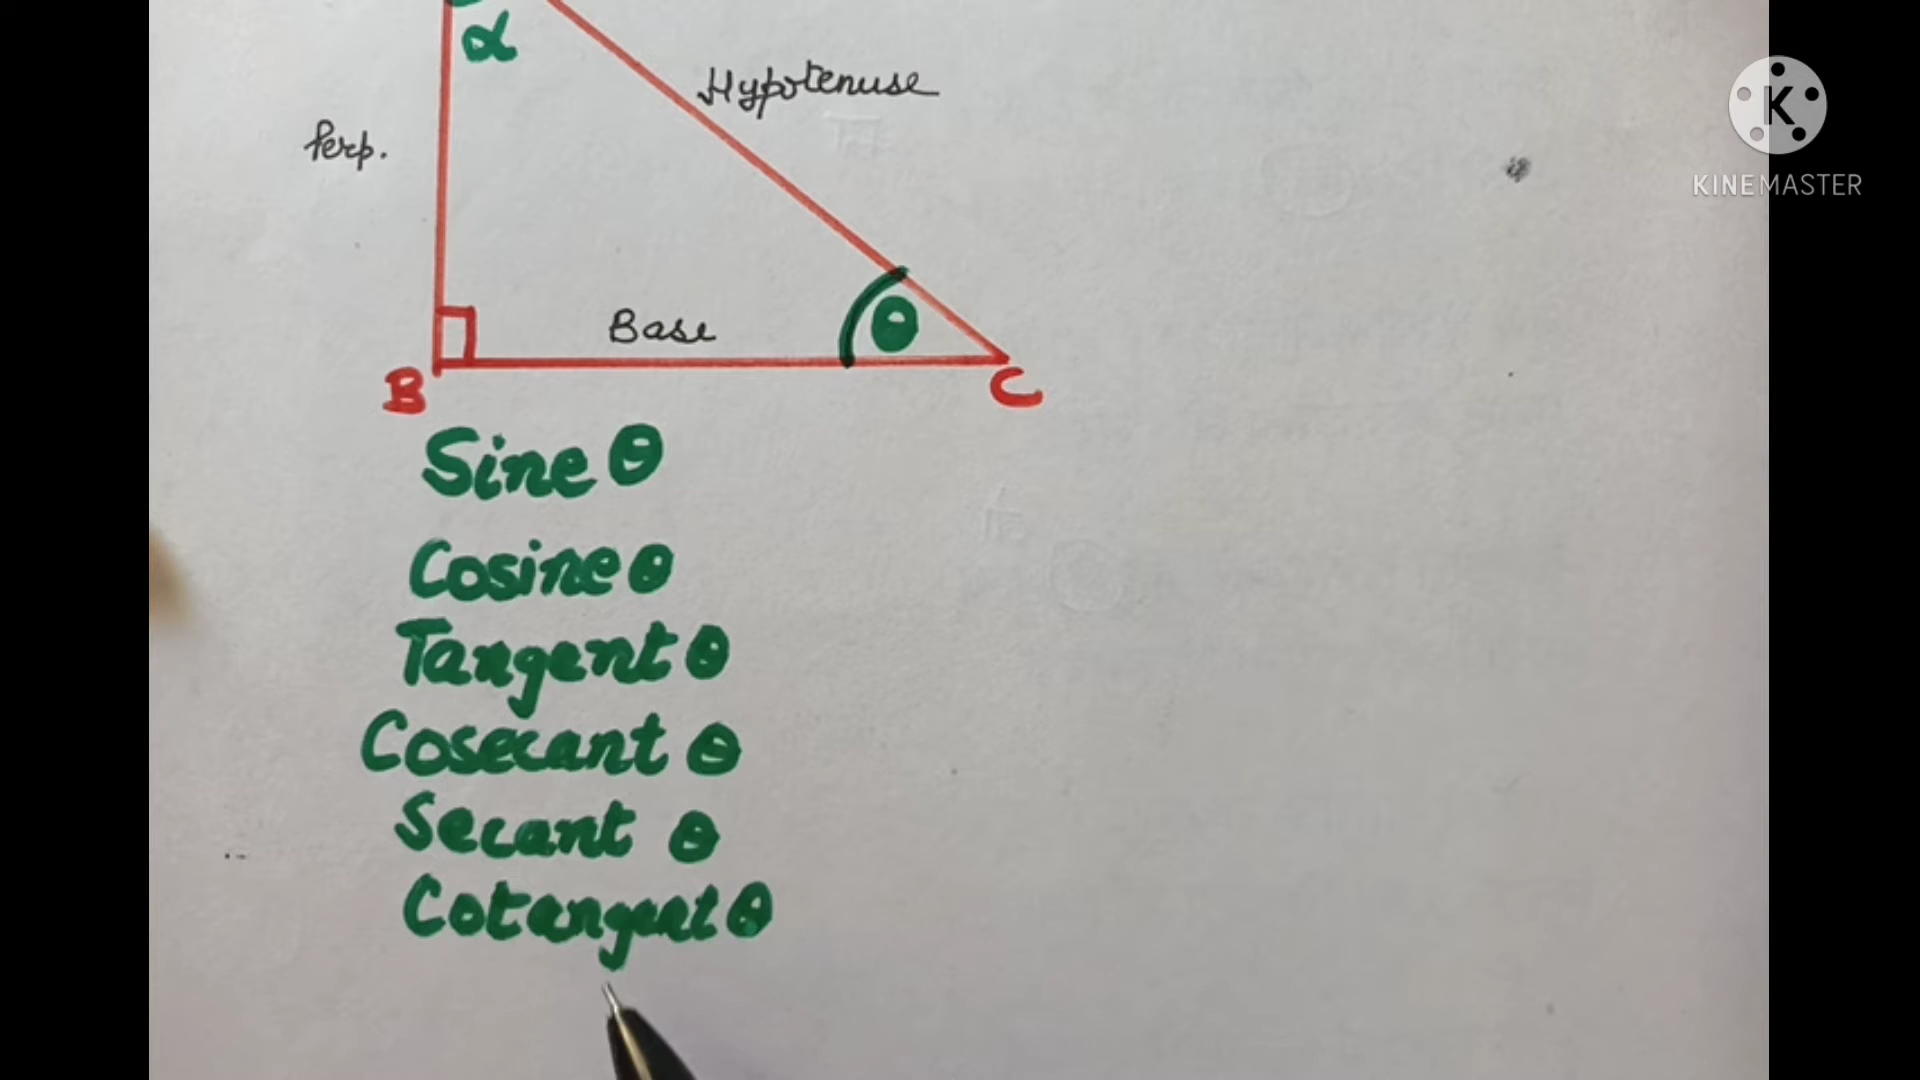 α
Hypotenuse
Perp.
K
KINEMASTER
Base
θ
B
C
Sine θ
Cosine θ
Tangent θ
Cosecant θ
Secant θ
Cotangent θ